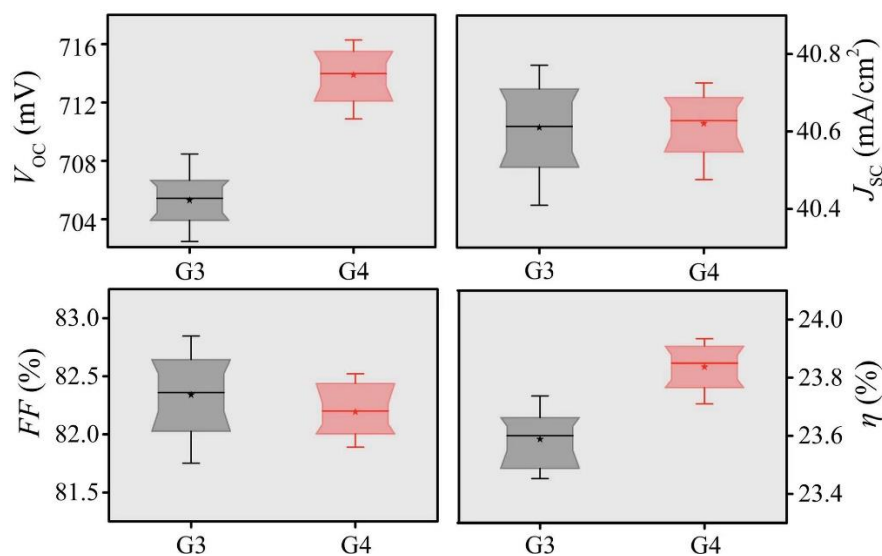 V_OC (mV)
716
712
708
704
G3
G4
40.8
40.6
40.4
J_SC (mA/cm²)
G3
G4
FF (%)
83.0
82.5
82.0
81.5
G3
G4
24.0
23.8
23.6
23.4
η (%)
G3
G4